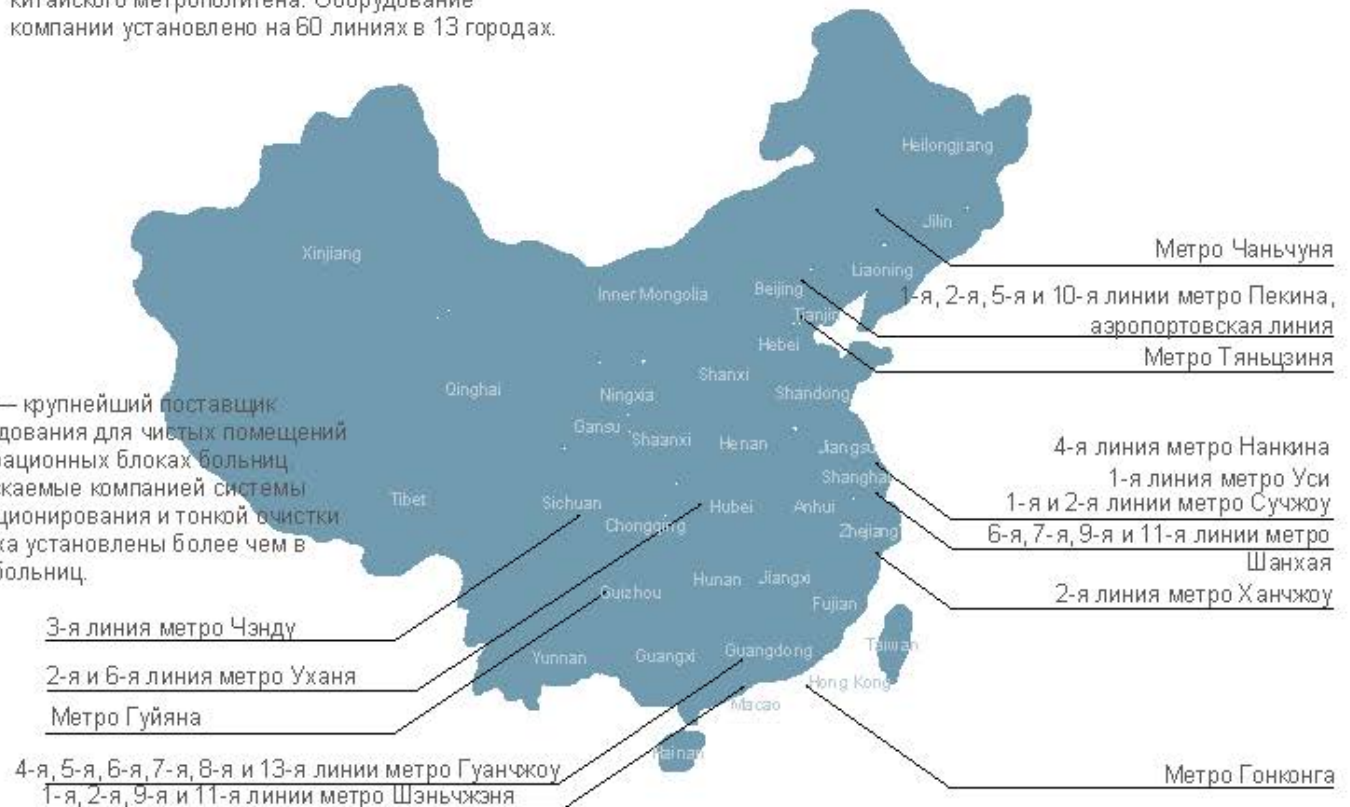 китайского метрополитена. Оборудование
компании установлено на 60 линиях в 13 городах.
Heilongjiang
Jilin
Xinjiang
Метро Чаньчуня
Liaoning
Inner Mongolia
Beijing
1-я, 2-я, 5-я и 10-я линии метро Пекина,
аэропортовская линия
Tianjin
Hebei
Метро Тяньцзиня
Shanxi
Qinghai
Ningxia
Shandong
— крупнейший поставщик
дования для чистых помещений
рационных блоках больниц
скаемые компанией системы
ционирования и тонкой очистки
ха установлены более чем в
больниц.
Gansu
Shaanxi
Henan
Jiangsu
4-я линия метро Нанкина
1-я линия метро Уси
1-я и 2-я линии метро Сучжоу
Shanghai
Tibet
Sichuan
Hubei
Anhui
Chongqing
Zhejiang
6-я, 7-я, 9-я и 11-я линии метро
Шанхая
Hunan
Jiangxi
Guizhou
Fujian
2-я линия метро Ханчжоу
3-я линия метро Чэнду
Yunnan
Guangxi
Guangdong
Taiwan
2-я и 6-я линия метро Уханя
Hong Kong
Macao
Метро Гуйяна
Hainan
4-я, 5-я, 6-я, 7-я, 8-я и 13-я линии метро Гуанчжоу
1-я, 2-я, 9-я и 11-я линии метро Шэньчжэня
Метро Гонконга